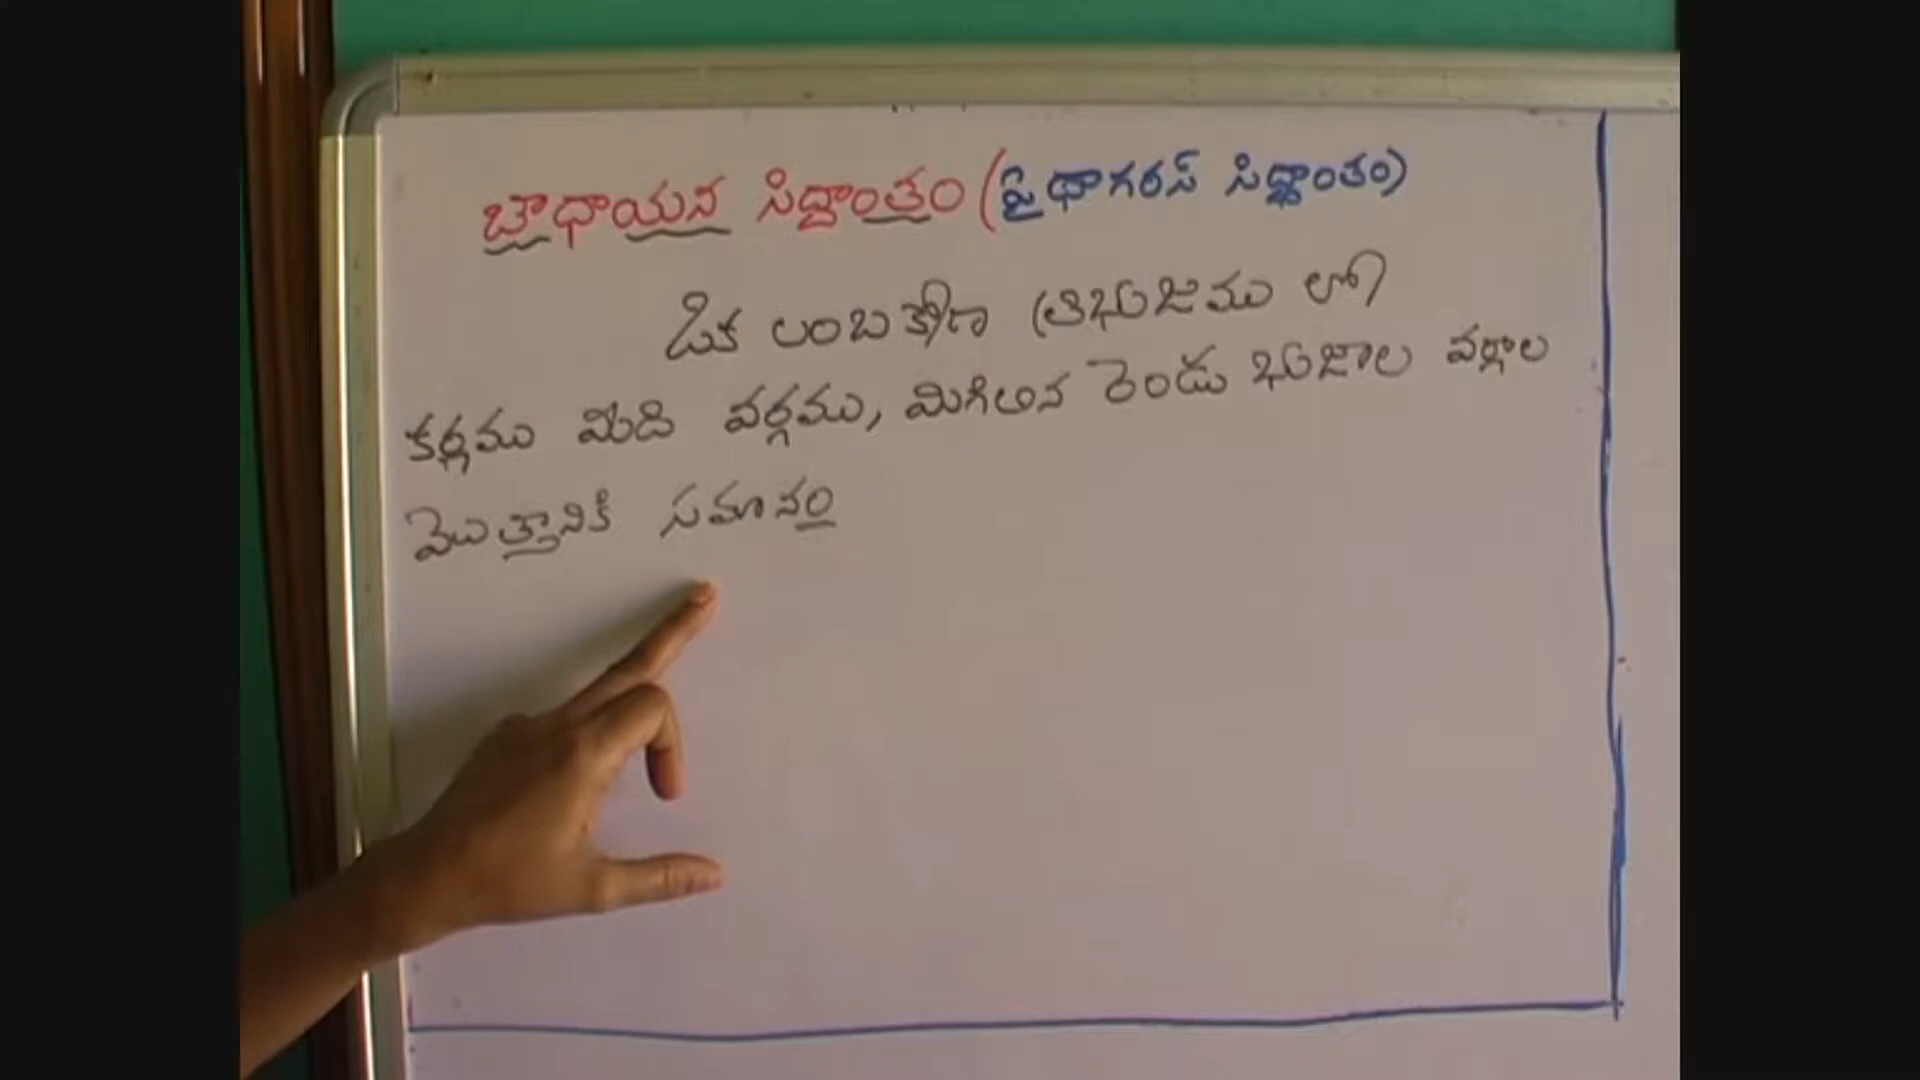 బౌధాయన సిద్దాంతం (పైథాగరస్ సిద్ధాంతం)
ఒక లంబకోణ త్రిభుజము లో
కర్ణము మీది వర్గము, మిగిలిన రెండు భుజాల వర్గాల
మొత్తానికి సమానం